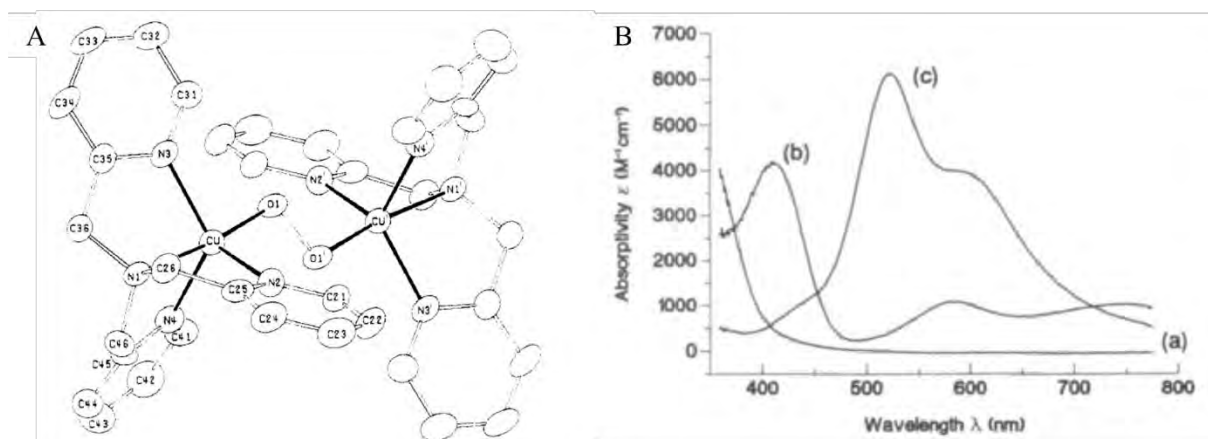 A
C33
C32
C34
C31
C35
N3
C36
O1
CU
N1
C26
N2
C25
C21
C24
C22
C23
N4
C41
C46
C45
C42
C44
C43
N4'
N2'
N1'
CU
O1'
N3'
B
7000
6000
5000
4000
3000
2000
1000
0
Absorptivity ε (M⁻¹cm⁻¹)
(c)
(b)
(a)
400
500
600
700
800
Wavelength λ (nm)